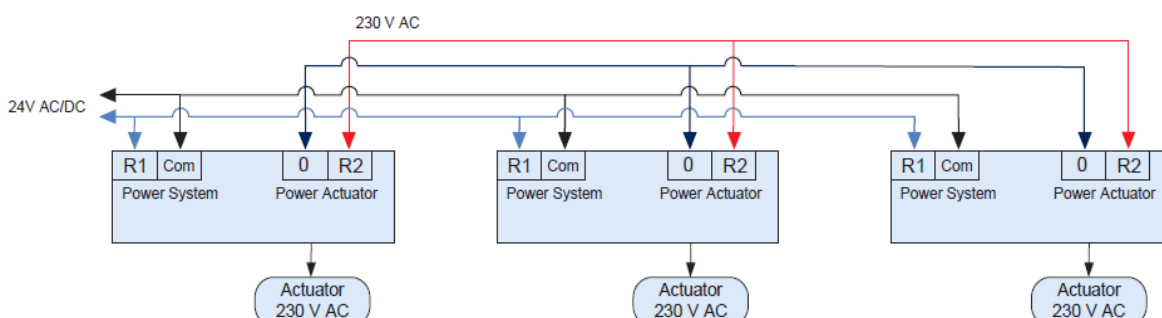 230 V AC
24V AC/DC
R1 Com 0 R2 R1 Com 0 R2 R1 Com 0 R2
Power System Power Actuator Power System Power Actuator Power System Power Actuator
Actuator Actuator Actuator
230 V AC 230 V AC 230 V AC